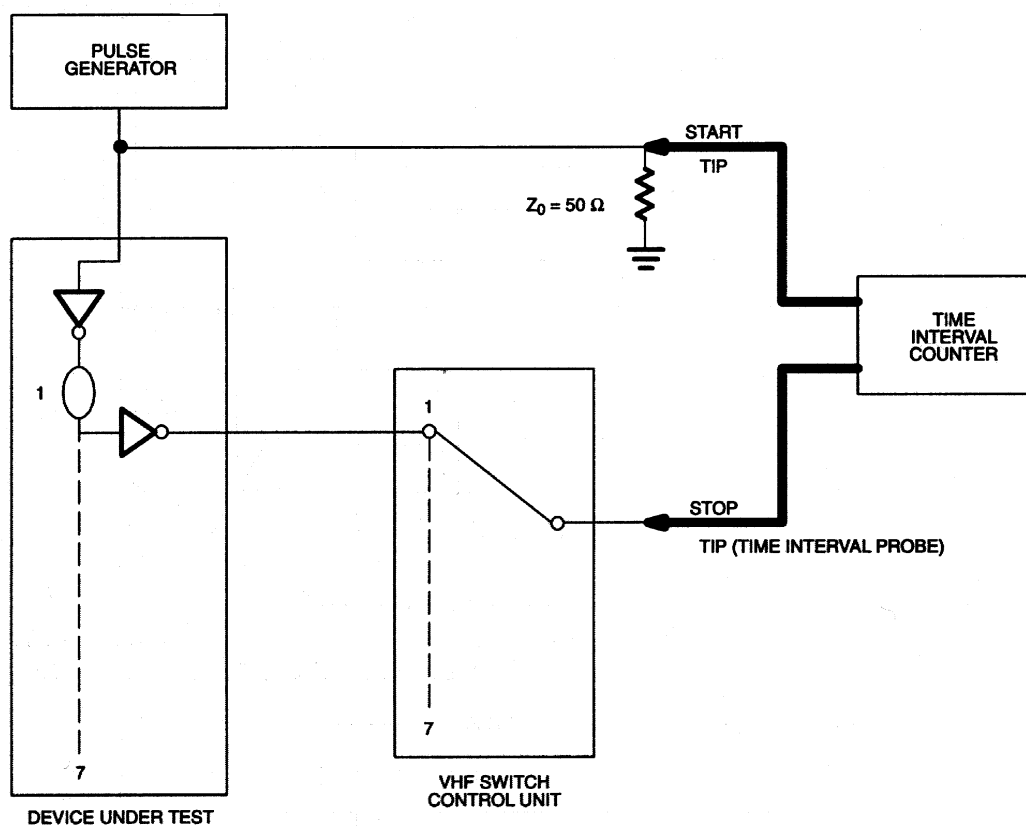 PULSE
GENERATOR
START
TIP
Z₀ = 50 Ω
TIME
INTERVAL
COUNTER
1
1
STOP
TIP (TIME INTERVAL PROBE)
7
7
VHF SWITCH
CONTROL UNIT
DEVICE UNDER TEST